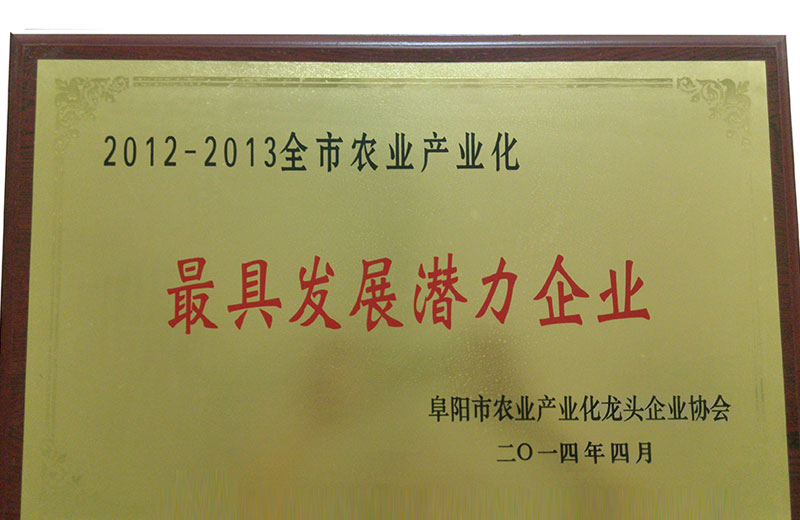 2012-2013全市农业产业化
最具发展潜力企业
阜阳市农业产业化龙头企业协会
二〇一四年四月